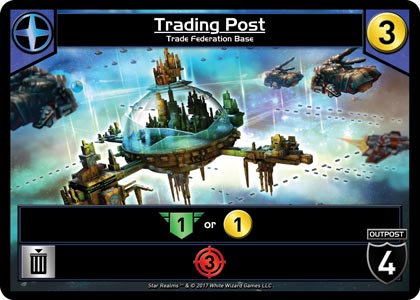 Trading Post
Trade Federation Base
3
1 or 1
OUTPOST
4
3
Star Realms™ & © 2017 White Wizard Games LLC